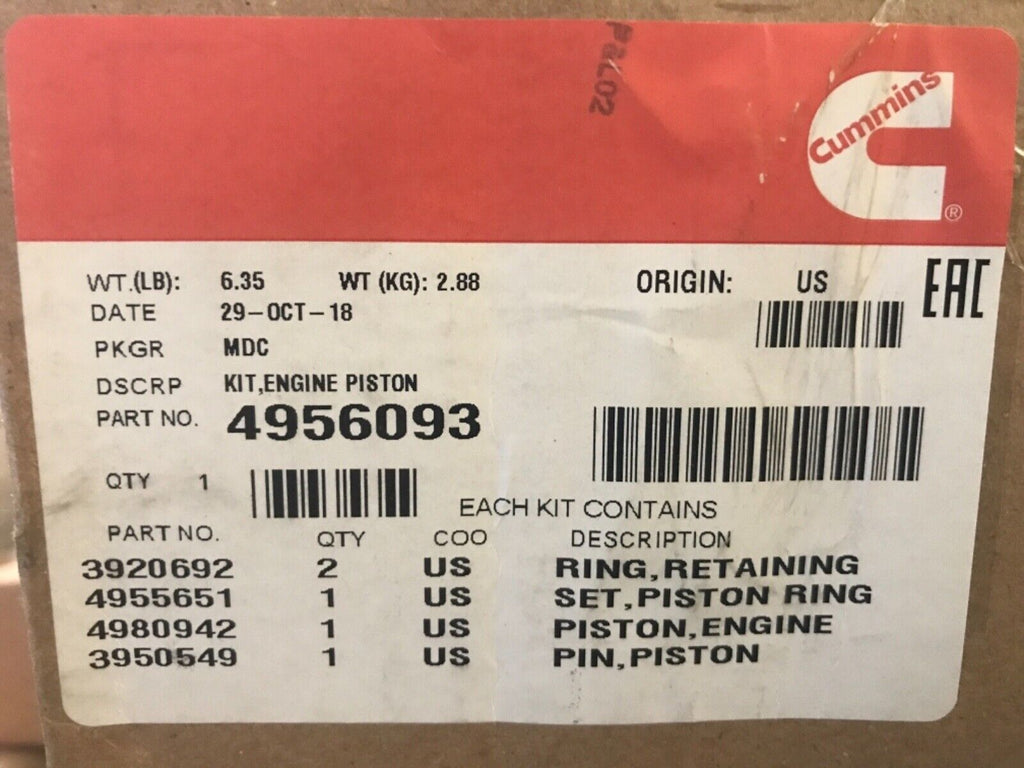 Cummins
®
WT.(LB): 6.35 WT (KG): 2.88 ORIGIN: US EAC
DATE 29-OCT-18
PKGR MDC
DSCRP KIT,ENGINE PISTON
PART NO. 4956093
QTY 1
EACH KIT CONTAINS
PART NO. QTY COO DESCRIPTION
3920692 2 US RING,RETAINING
4955651 1 US SET,PISTON RING
4980942 1 US PISTON,ENGINE
3950549 1 US PIN,PISTON